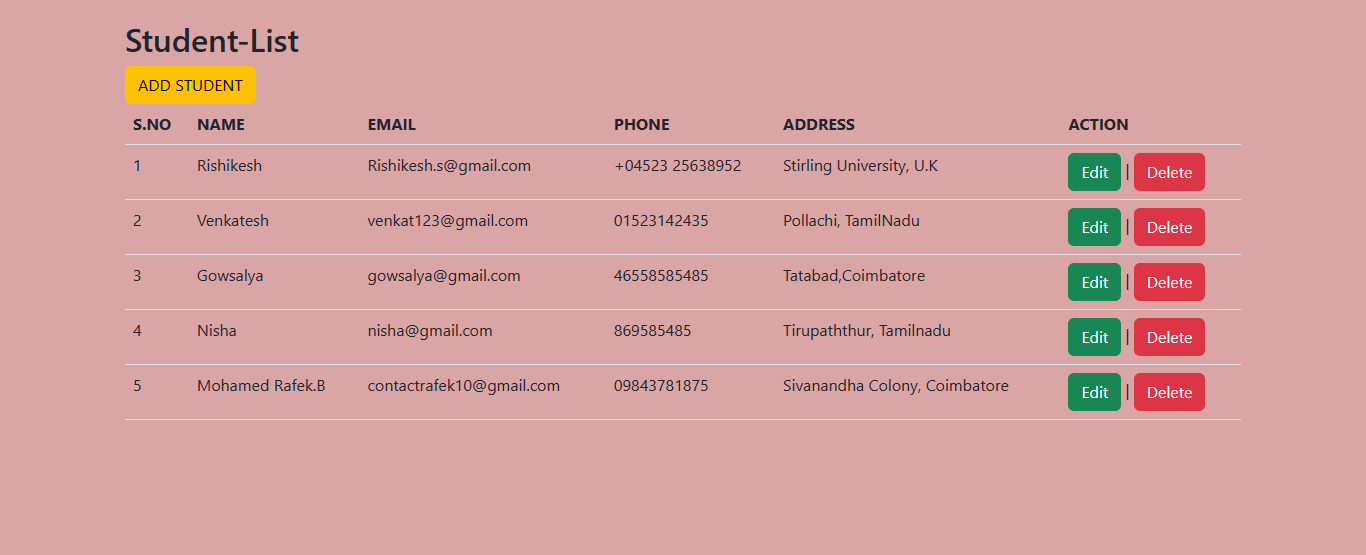 Student-List
ADD STUDENT
S.NO NAME EMAIL PHONE ADDRESS ACTION
1 Rishikesh Rishikesh.s@gmail.com +04523 25638952 Stirling University, U.K Edit | Delete
2 Venkatesh venkat123@gmail.com 01523142435 Pollachi, TamilNadu Edit | Delete
3 Gowsalya gowsalya@gmail.com 46558585485 Tatabad,Coimbatore Edit | Delete
4 Nisha nisha@gmail.com 869585485 Tirupaththur, Tamilnadu Edit | Delete
5 Mohamed Rafek.B contactrafek10@gmail.com 09843781875 Sivanandha Colony, Coimbatore Edit | Delete